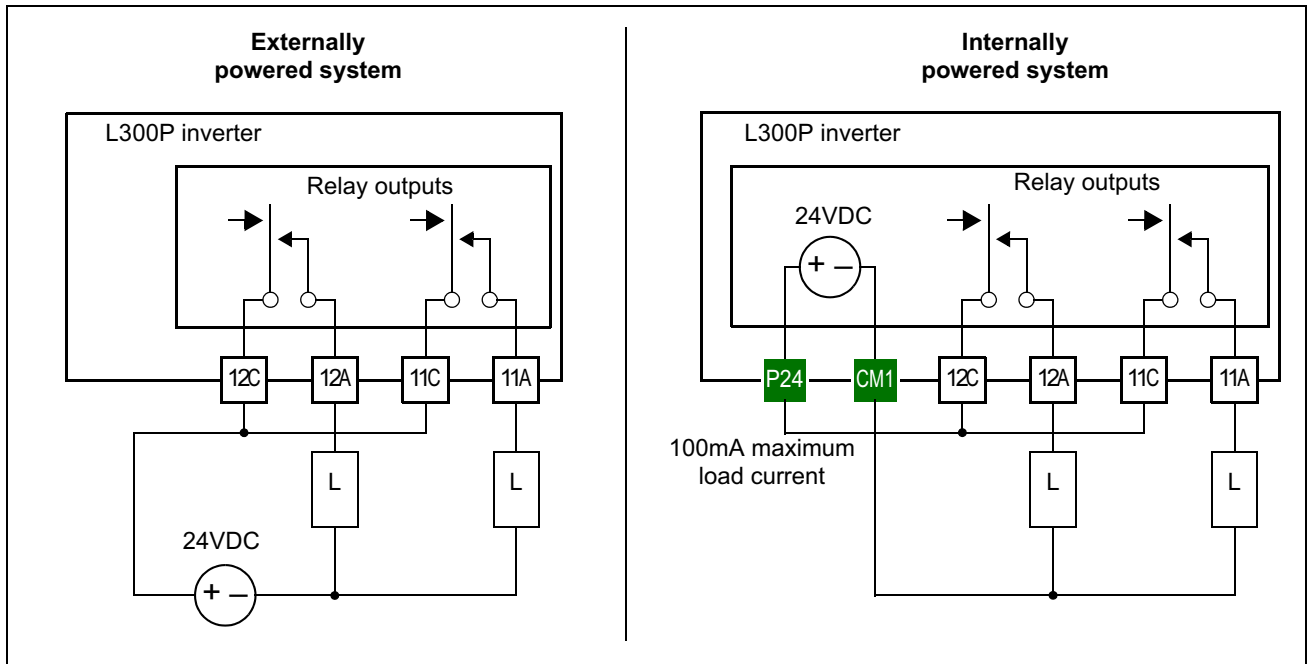 Externally
powered system
L300P inverter
Relay outputs
12C 12A 11C 11A
L L
24VDC
+ –
Internally
powered system
L300P inverter
Relay outputs
24VDC
+ –
P24 CM1 12C 12A 11C 11A
100mA maximum
load current
L L